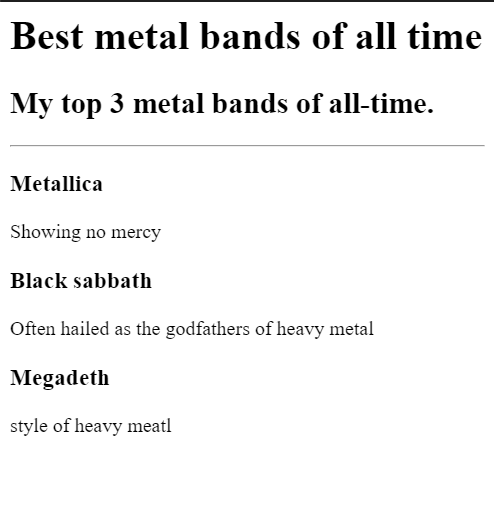 Best metal bands of all time
My top 3 metal bands of all-time.
Metallica
Showing no mercy
Black sabbath
Often hailed as the godfathers of heavy metal
Megadeth
style of heavy meatl